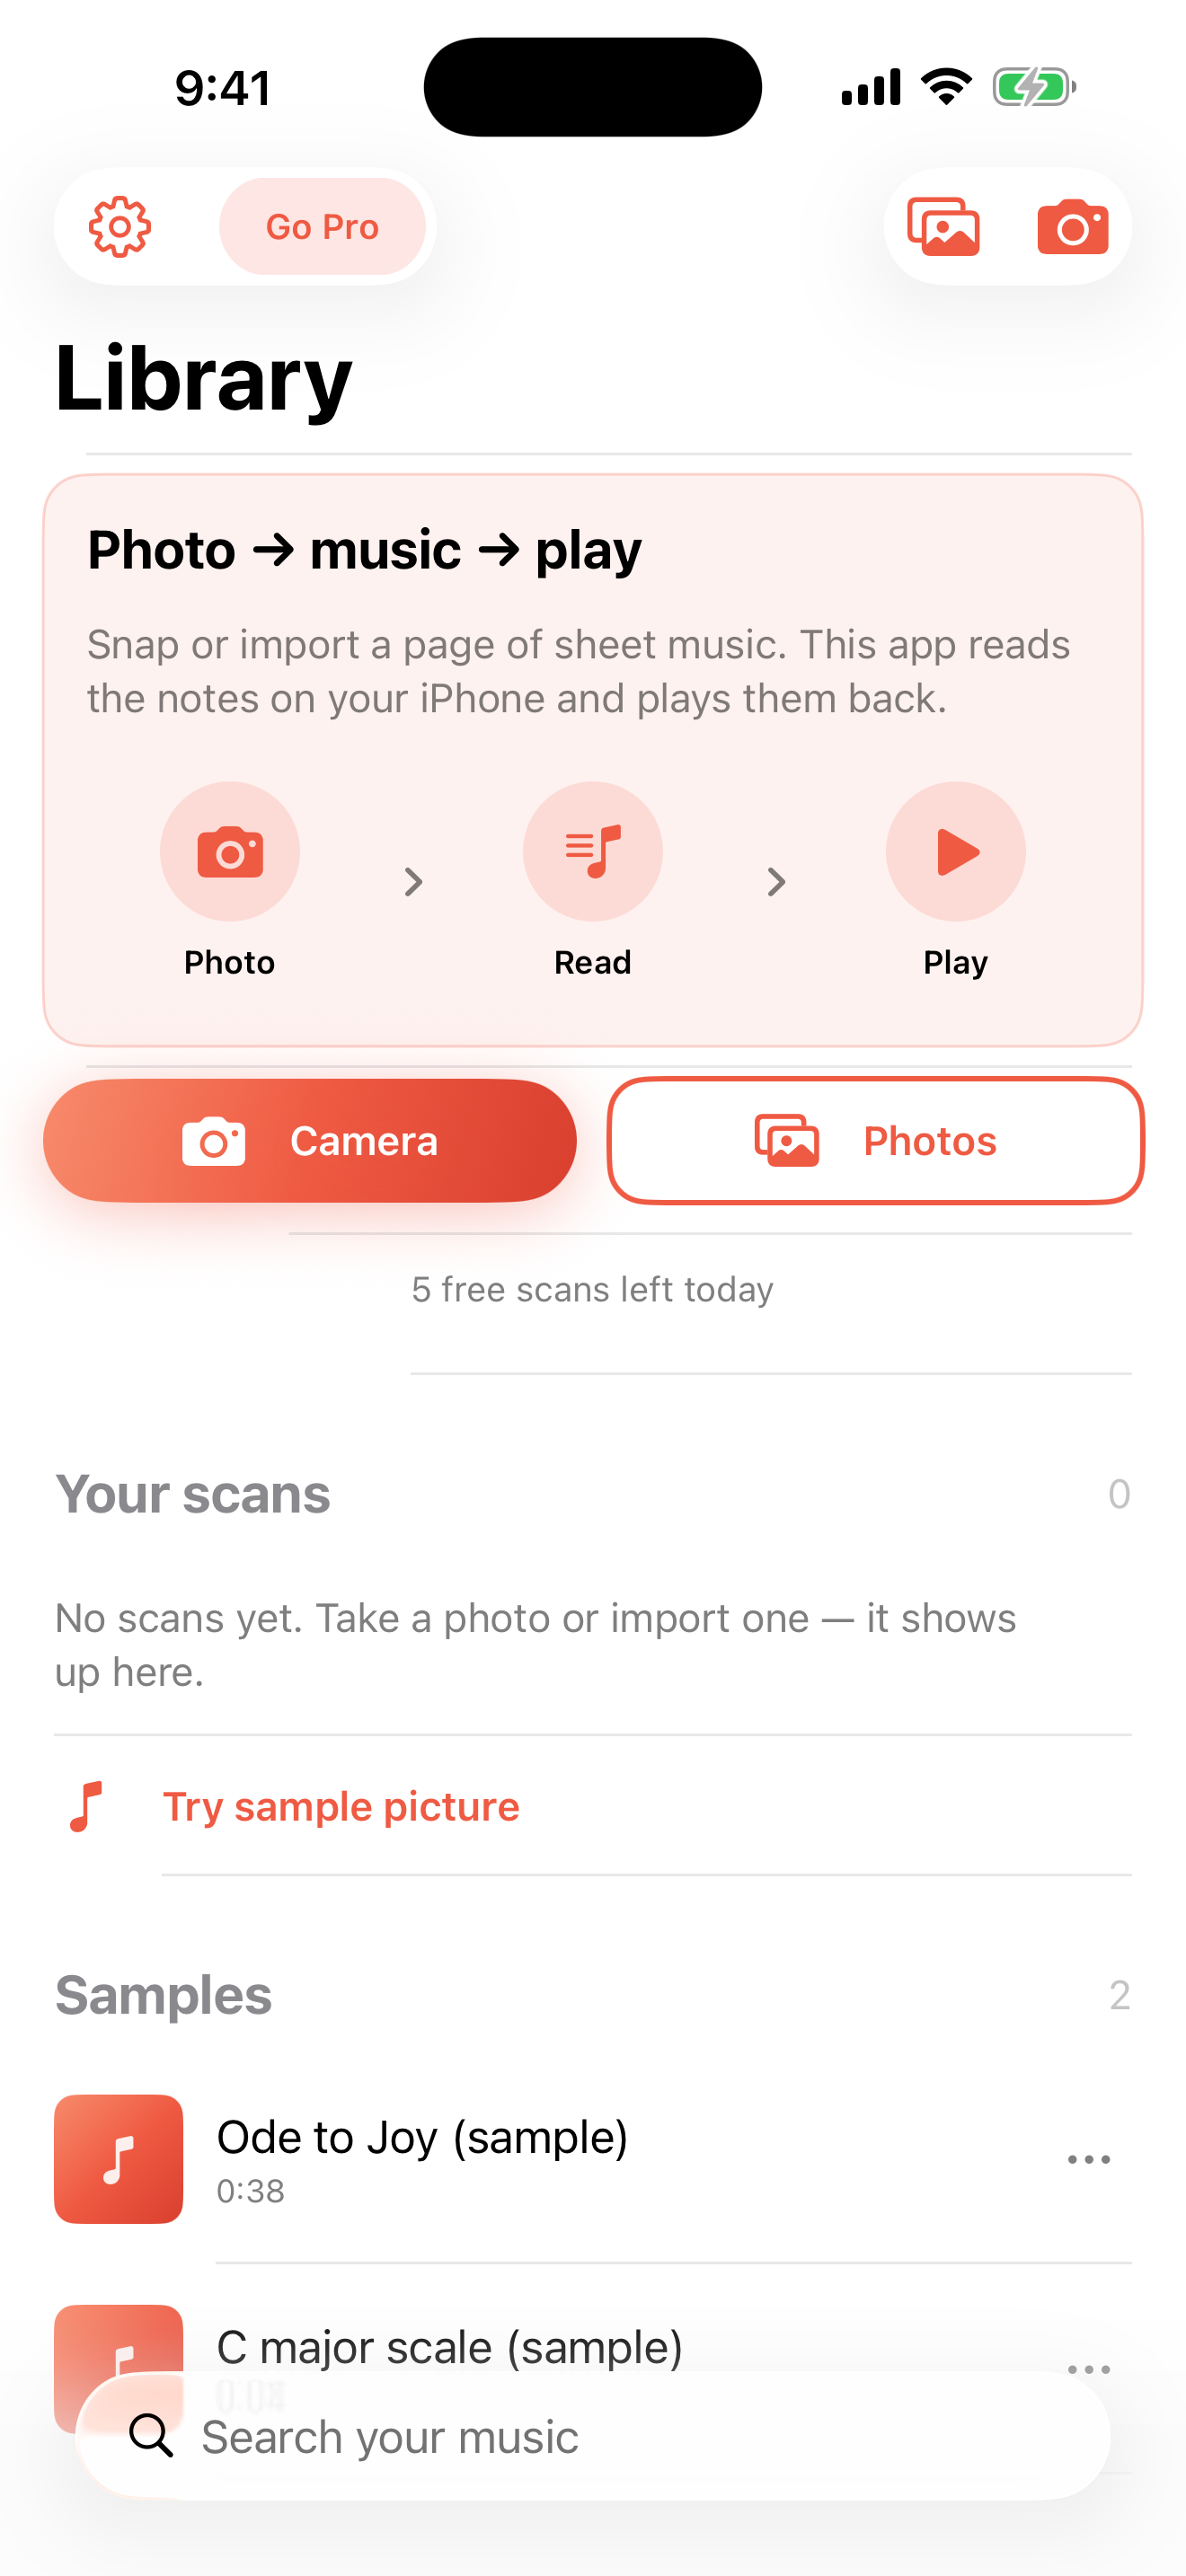 9:41
Go Pro
Library
Photo → music → play
Snap or import a page of sheet music. This app reads
the notes on your iPhone and plays them back.
Photo
Read
Play
Camera
Photos
5 free scans left today
Your scans
0
No scans yet. Take a photo or import one — it shows
up here.
Try sample picture
Samples
2
Ode to Joy (sample)
0:38
C major scale (sample)
Search your music